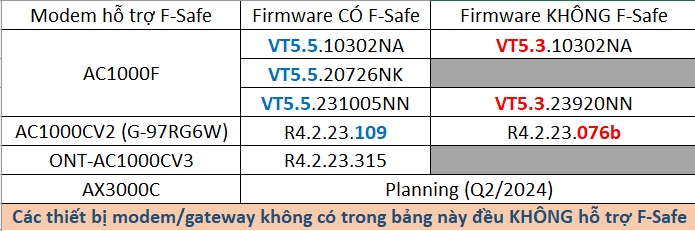 Modem hỗ trợ F-Safe Firmware CÓ F-Safe Firmware KHÔNG F-Safe
AC1000F VT5.5.10302NA VT5.3.10302NA
VT5.5.20726NK
VT5.5.231005NN VT5.3.23920NN
AC1000CV2 (G-97RG6W) R4.2.23.109 R4.2.23.076b
ONT-AC1000CV3 R4.2.23.315
AX3000C Planning (Q2/2024)
Các thiết bị modem/gateway không có trong bảng này đều KHÔNG hỗ trợ F-Safe